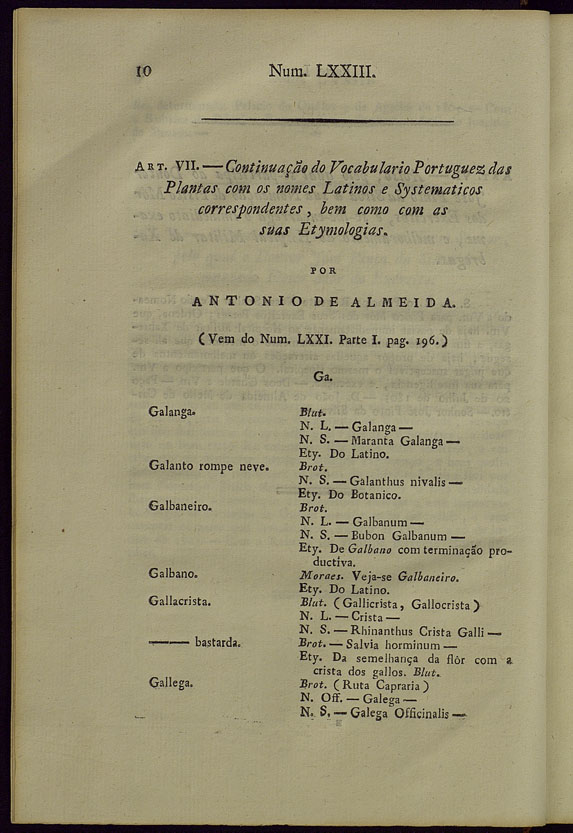 10 Num. LXXIII.
ART. VII. — Continuação do Vocabulario Portuguez das
Plantas com os nomes Latinos e Systematicos
correspondentes, bem como com as
suas Etymologias.
POR
ANTONIO DE ALMEIDA.
(Vem do Num. LXXI. Parte I. pag. 196.)
Ga.
Galanga. Blut.
N. L. — Galanga —
N. S. — Maranta Galanga —
Ety. Do Latino.
Galanto rompe neve. Brot.
N. S. — Galanthus nivalis —
Ety. Do Botanico.
Galbaneiro. Brot.
N. L. — Galbanum —
N. S. — Bubon Galbanum —
Ety. De Galbano com terminação pro-
ductiva.
Galbano. Moraes. Veja-se Galbaneiro.
Ety. Do Latino.
Gallacrista. Blut. (Gallicrista, Gallocrista)
N. L. — Crista —
N. S. — Rhinanthus Crista Galli —
——— bastarda. Brot. — Salvia horminum —
Ety. Da semelhança da flôr com a
crista dos gallos. Blut.
Gallega. Brot. (Ruta Capraria)
N. Off. — Galega —
N. S. — Galega Officinalis —